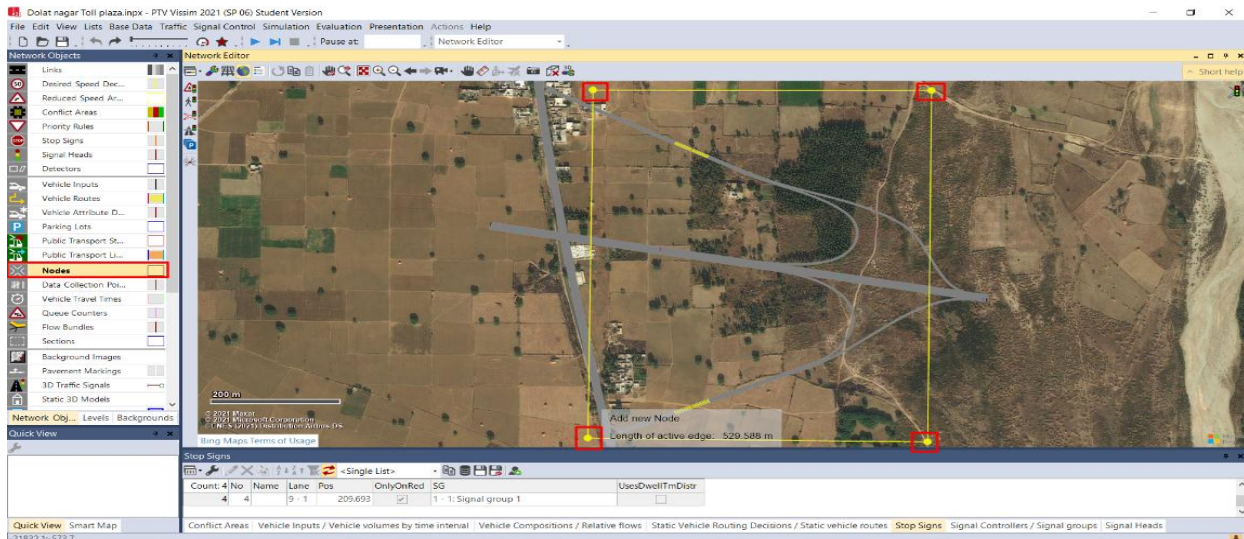 Dolat nagar Toll plaza.inpx - PTV Vissim 2021 (SP 06) Student Version
File Edit View Lists Base Data Traffic Signal Control Simulation Evaluation Presentation Actions Help
Pause at: Network Editor
Network Objects
Links
Desired Speed Dec...
Reduced Speed Ar...
Conflict Areas
Priority Rules
Stop Signs
Signal Heads
Detectors
Vehicle Inputs
Vehicle Routes
Vehicle Attribute D...
Parking Lots
Public Transport St...
Public Transport Li...
Nodes
Data Collection Poi...
Vehicle Travel Times
Queue Counters
Flow Bundles
Sections
Background Images
Pavement Markings
3D Traffic Signals
Static 3D Models
Network Obj... Levels Backgrounds
Quick View
Quick View Smart Map
Network Editor
Short help
200 m
© 2021 Maxar
© 2021 Microsoft Corporation
©CNES (2021) Distribution Airbus DS
Bing Maps Terms of Usage
Add new Node
Length of active edge: 529.588 m
Stop Signs
<Single List>
Count: 4 No Name Lane Pos OnlyOnRed SG UsesDwellTmDistr
4 4 9 - 1 209.693 1 - 1: Signal group 1
Conflict Areas Vehicle Inputs / Vehicle volumes by time interval Vehicle Compositions / Relative flows Static Vehicle Routing Decisions / Static vehicle routes Stop Signs Signal Controllers / Signal groups Signal Heads